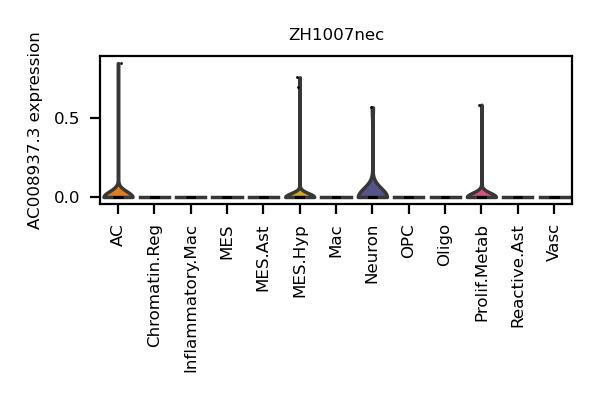 ZH1007nec
AC008937.3 expression
0.5
0.0
AC
Chromatin.Reg
Inflammatory.Mac
MES
MES.Ast
MES.Hyp
Mac
Neuron
OPC
Oligo
Prolif.Metab
Reactive.Ast
Vasc